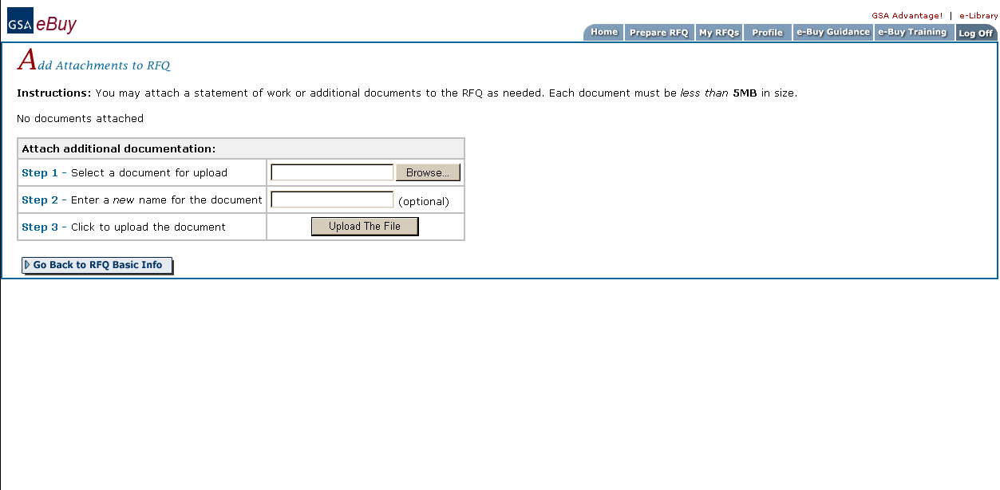 GSA eBuy
GSA Advantage! | e-Library
Home Prepare RFQ My RFQs Profile e-Buy Guidance e-Buy Training Log Off
Add Attachments to RFQ
Instructions: You may attach a statement of work or additional documents to the RFQ as needed. Each document must be less than 5MB in size.
No documents attached
Attach additional documentation:
Step 1 - Select a document for upload Browse...
Step 2 - Enter a new name for the document (optional)
Step 3 - Click to upload the document Upload The File
Go Back to RFQ Basic Info